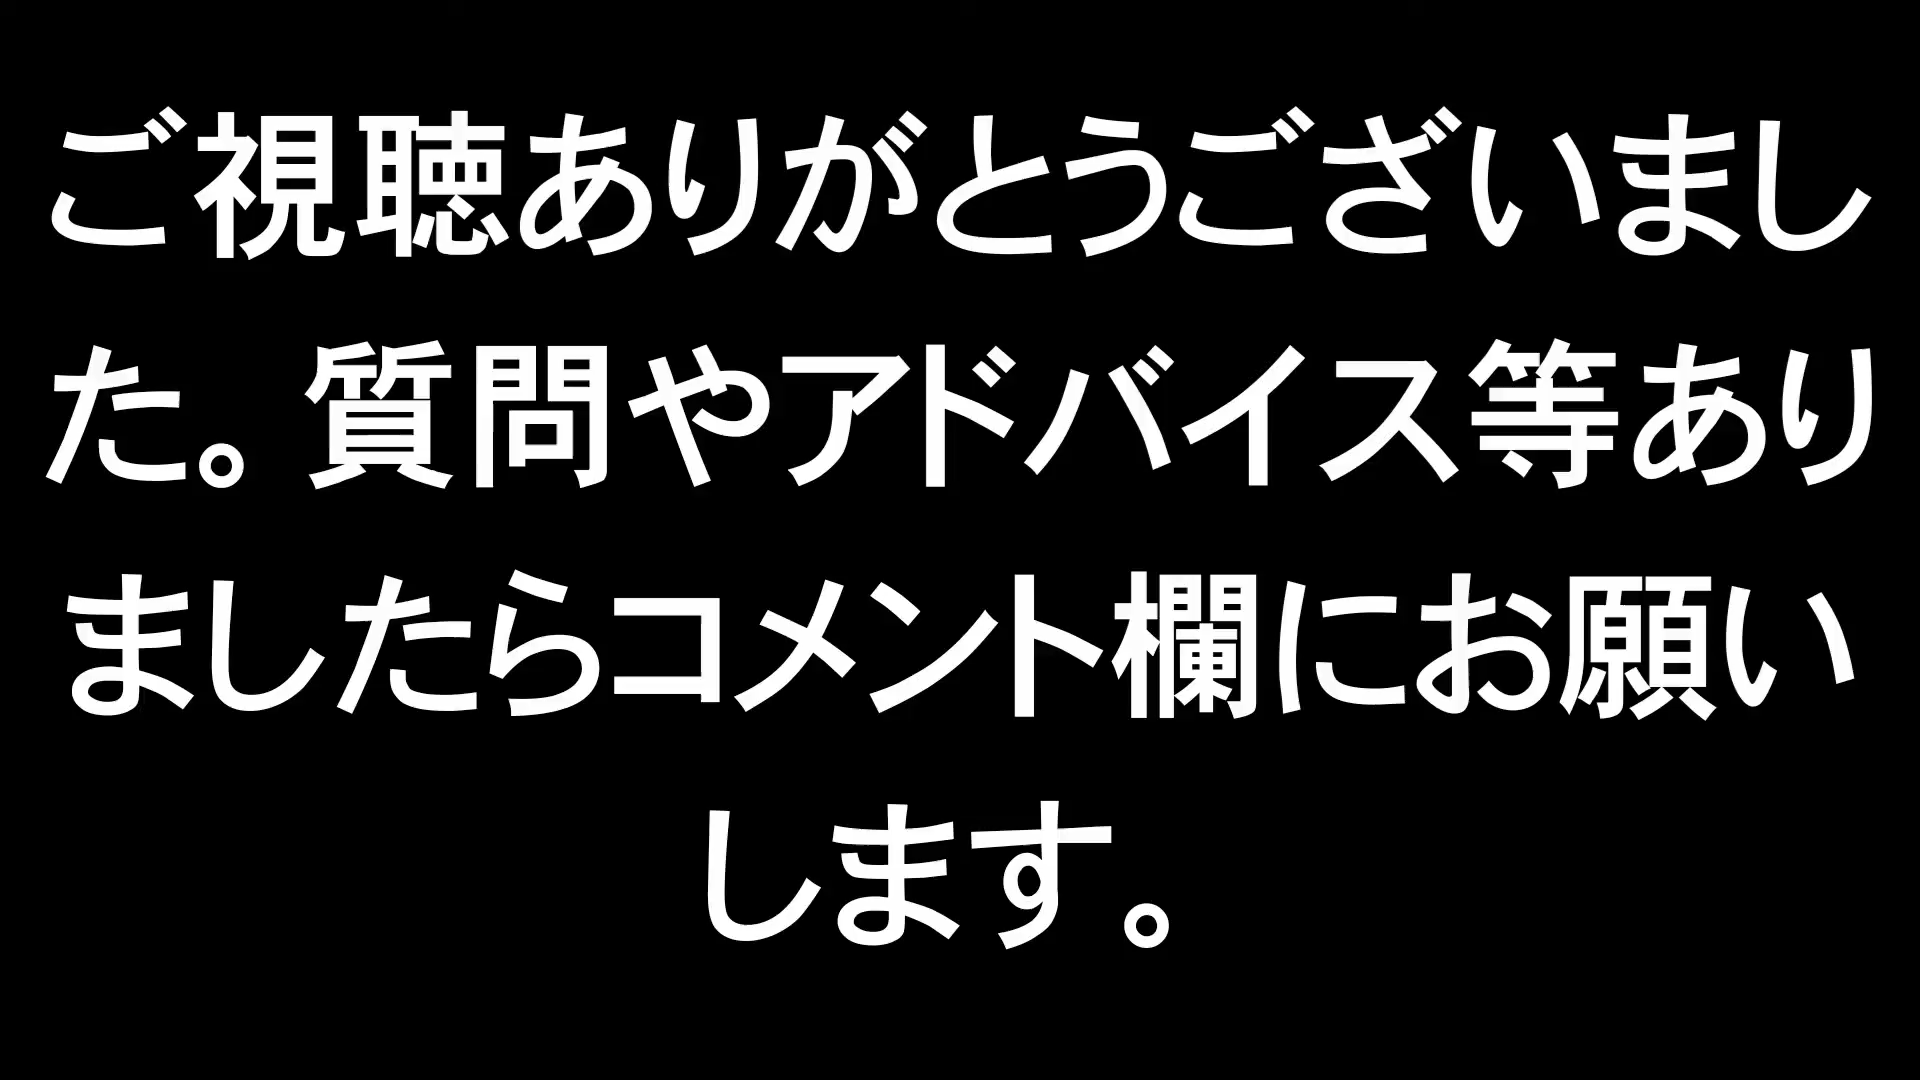 ご視聴ありがとうございまし
た。質問やアドバイス等あり
ましたらコメント欄にお願い
します。